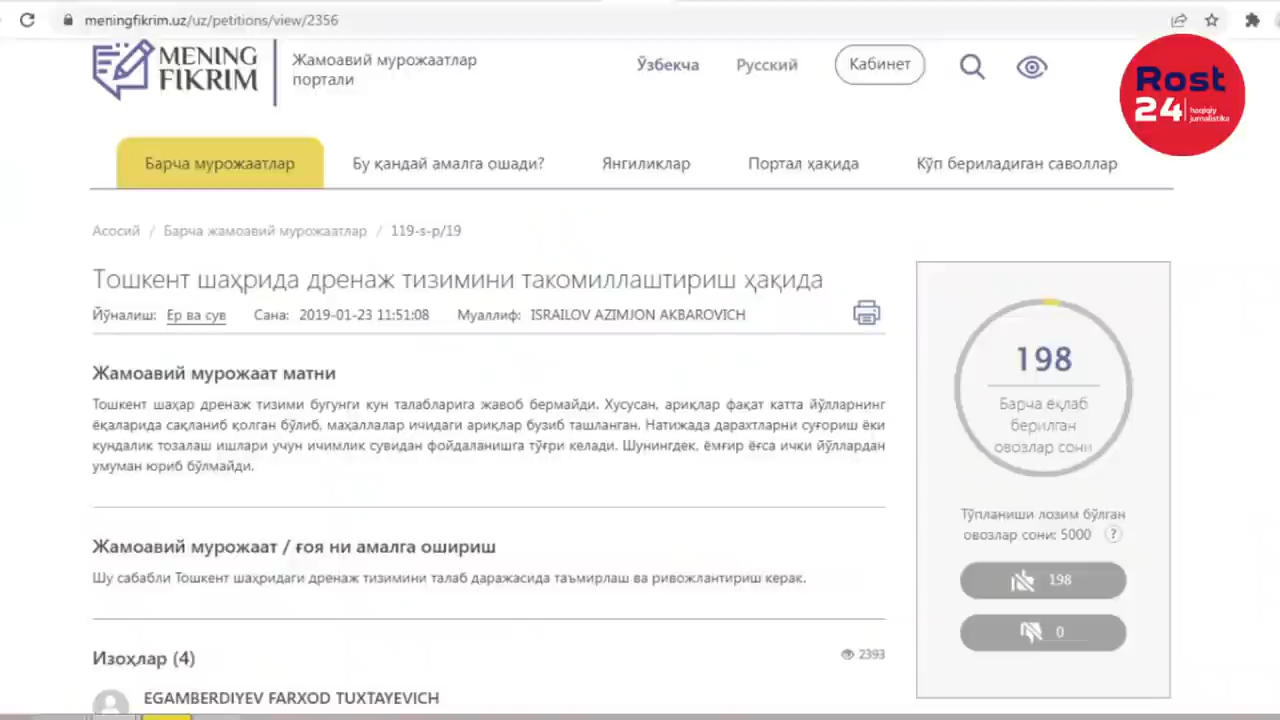 meningfikrim.uz/uz/petitions/view/2356
MENING
FIKRIM
Жамоавий мурожаатлар
портали
Ўзбекча
Русский
Кабинет
Rost
24
haqiqiy
jurnalistika
Барча мурожаатлар
Бу қандай амалга ошади?
Янгиликлар
Портал ҳақида
Кўп бериладиган саволлар
Асосий / Барча жамоавий мурожаатлар / 119-s-p/19
Тошкент шаҳрида дренаж тизимини такомиллаштириш ҳақида
Йўналиш: Ер ва сув Сана: 2019-01-23 11:51:08 Муаллиф: ISRAILOV AZIMJON AKBAROVICH
Жамоавий мурожаат матни
Тошкент шаҳар дренаж тизими бугунги кун талабларига жавоб бермайди. Хусусан, ариқлар фақат катта йўлларнинг
ёқаларида сақланиб қолган бўлиб, маҳаллалар ичидаги ариқлар бузиб ташланган. Натижада дарахтларни суғориш ёки
кундалик тозалаш ишлари учун ичимлик сувидан фойдаланишга тўғри келади. Шунингдек, ёмғир ёғса ички йўллардан
умуман юриб бўлмайди.
Жамоавий мурожаат / ғоя ни амалга ошириш
Шу сабабли Тошкент шаҳридаги дренаж тизимини талаб даражасида таъмирлаш ва ривожлантириш керак.
Изоҳлар (4)
2393
EGAMBERDIYEV FARXOD TUXTAYEVICH
198
Барча ёқлаб
берилган
овозлар сони
Тўпланиши лозим бўлган
овозлар сони: 5000 ?
198
0